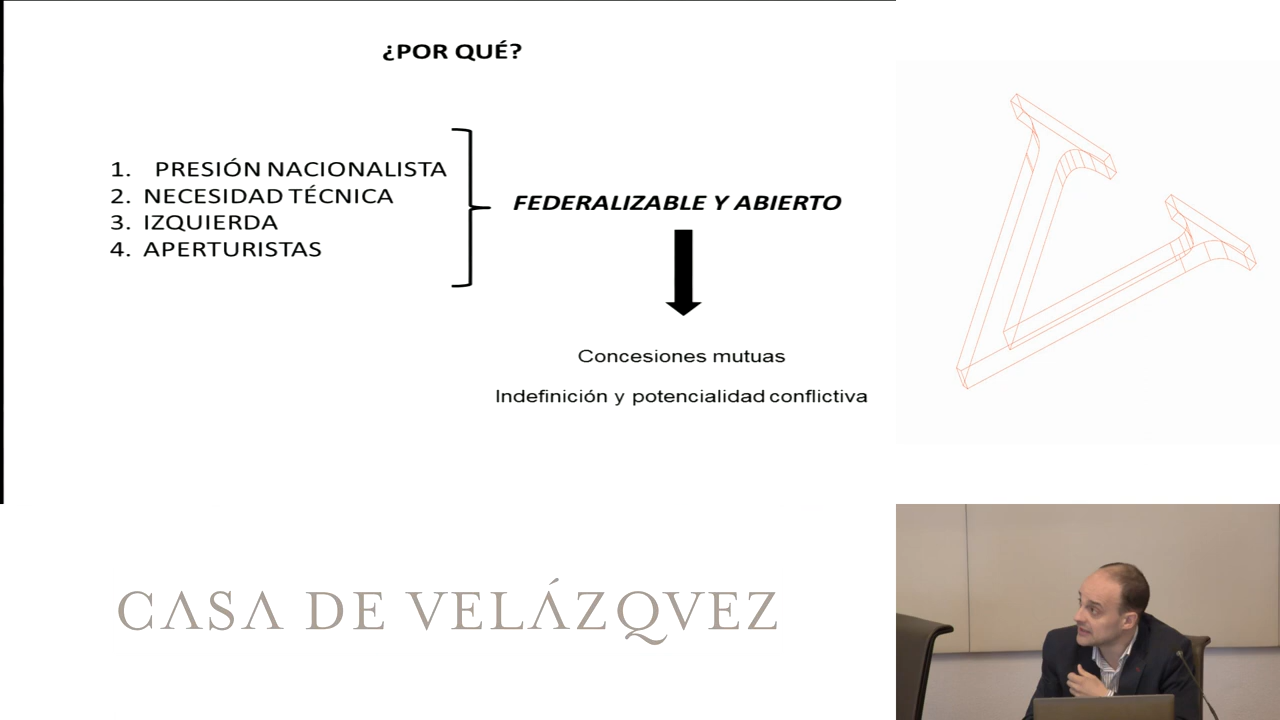 ¿POR QUÉ?
1. PRESIÓN NACIONALISTA
2. NECESIDAD TÉCNICA
3. IZQUIERDA
4. APERTURISTAS
FEDERALIZABLE Y ABIERTO
Concesiones mutuas
Indefinición y potencialidad conflictiva
CASA DE VELÁZQVEZ